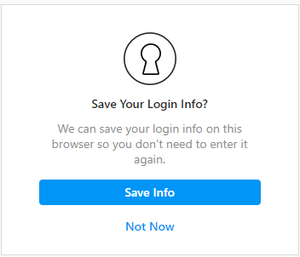 Save Your Login Info?
We can save your login info on this
browser so you don't need to enter it
again.
Save Info
Not Now